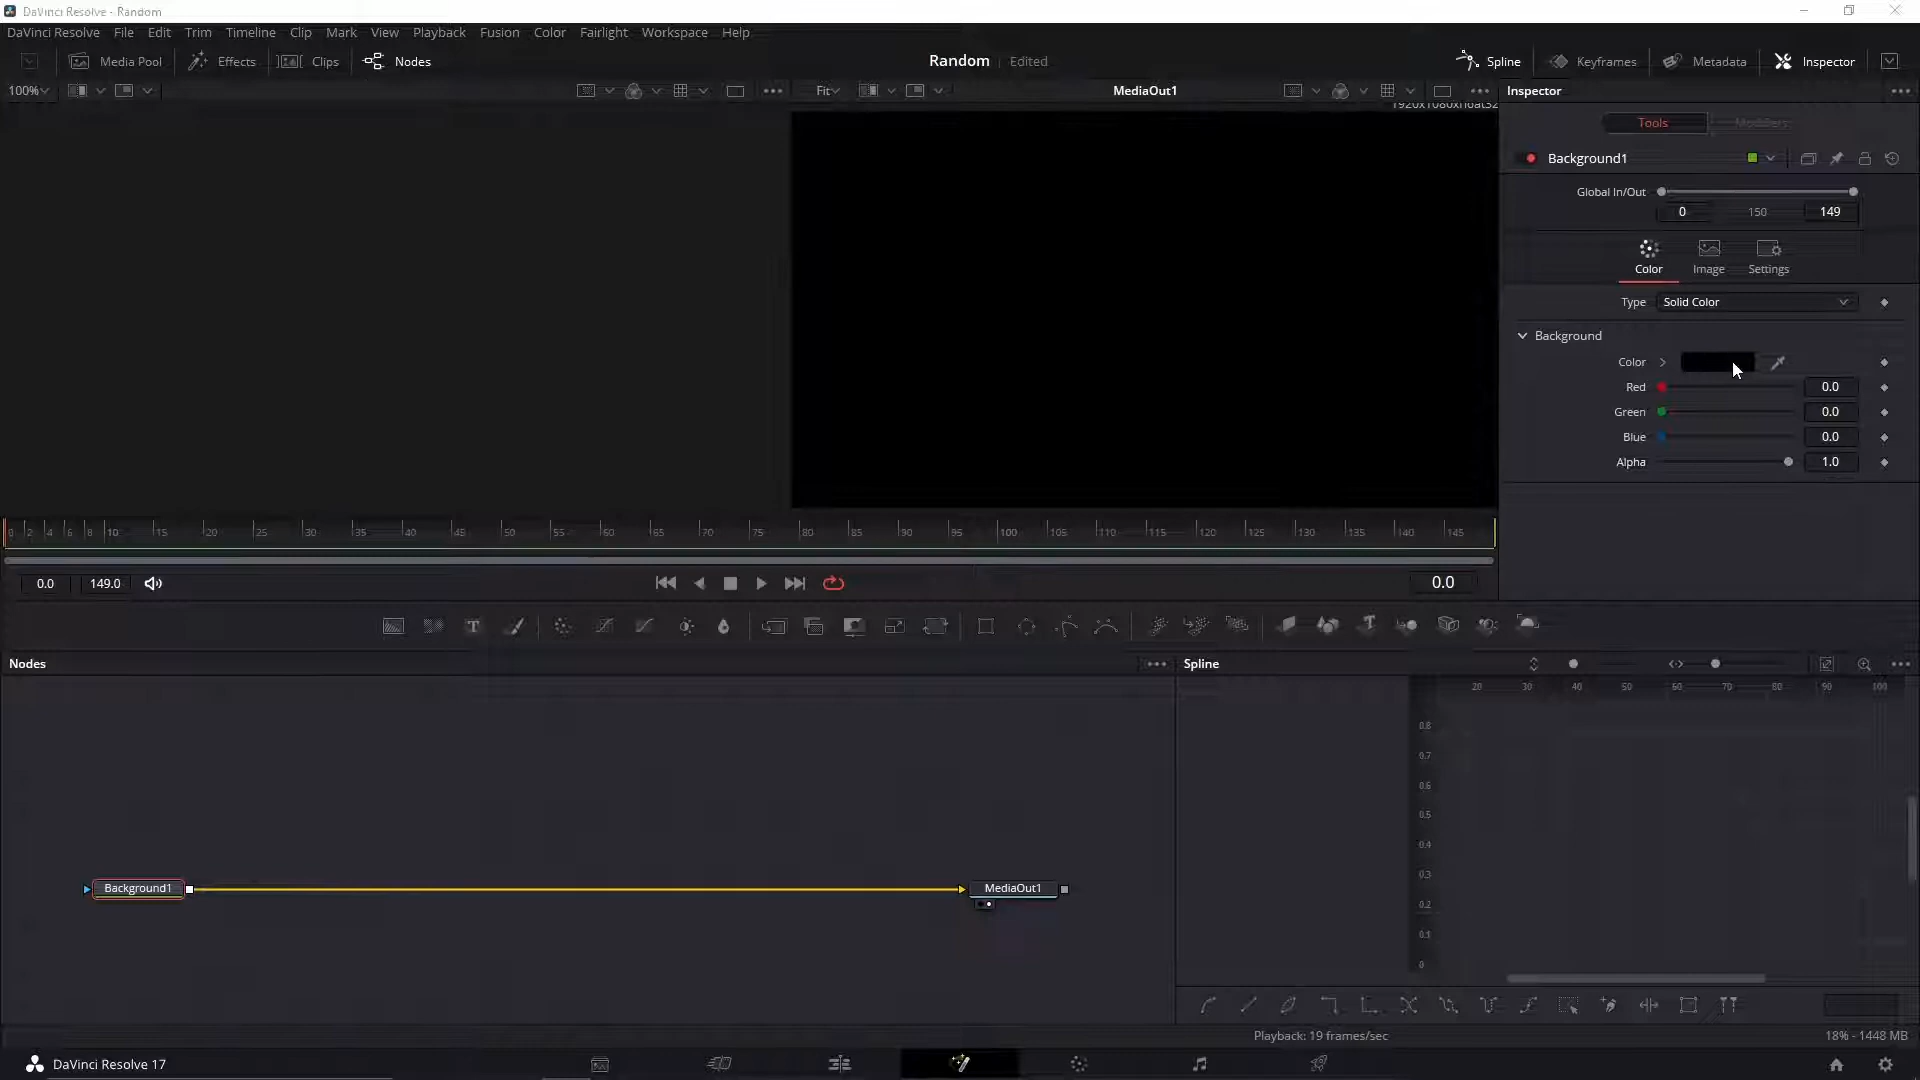 DaVinci Resolve - Random
DaVinci Resolve File Edit Trim Timeline Clip Mark View Playback Fusion Color Fairlight Workspace Help
Media Pool Effects Clips Nodes Random Edited Spline Keyframes Metadata Inspector
100% Fit MediaOut1 Inspector
1920x1080xfloat32
Tools Modifiers
Background1
Global In/Out
0 150 149
Color Image Settings
Type Solid Color
Background
Color
Red 0.0
Green 0.0
Blue 0.0
Alpha 1.0
0 2 4 6 8 10 15 20 25 30 35 40 45 50 55 60 65 70 75 80 85 90 95 100 105 110 115 120 125 130 135 140 145
0.0 149.0 0.0
Nodes Spline
20 30 40 50 60 70 80 90 100
0.8
0.7
0.6
0.5
0.4
0.3
0.2
0.1
0
Background1 MediaOut1
Playback: 19 frames/sec 18% - 1448 MB
DaVinci Resolve 17